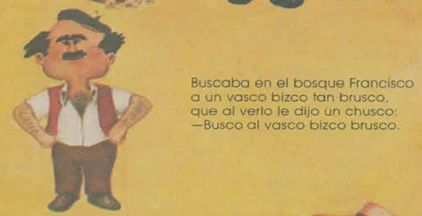 Buscaba en el bosque Francisco
a un vasco bizco tan brusco,
que al verlo le dijo un chusco:
—Busco al vasco bizco brusco.